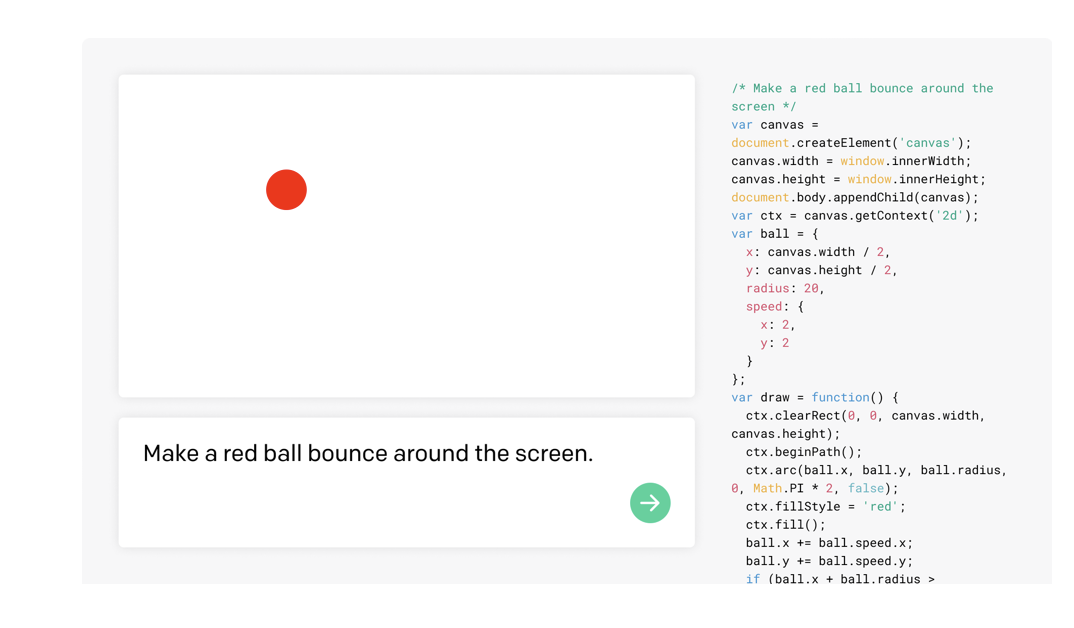 Make a red ball bounce around the screen.
/* Make a red ball bounce around the
screen */
var canvas =
document.createElement('canvas');
canvas.width = window.innerWidth;
canvas.height = window.innerHeight;
document.body.appendChild(canvas);
var ctx = canvas.getContext('2d');
var ball = {
  x: canvas.width / 2,
  y: canvas.height / 2,
  radius: 20,
  speed: {
    x: 2,
    y: 2
  }
};
var draw = function() {
  ctx.clearRect(0, 0, canvas.width,
canvas.height);
  ctx.beginPath();
  ctx.arc(ball.x, ball.y, ball.radius,
0, Math.PI * 2, false);
  ctx.fillStyle = 'red';
  ctx.fill();
  ball.x += ball.speed.x;
  ball.y += ball.speed.y;
  if (ball.x + ball.radius >